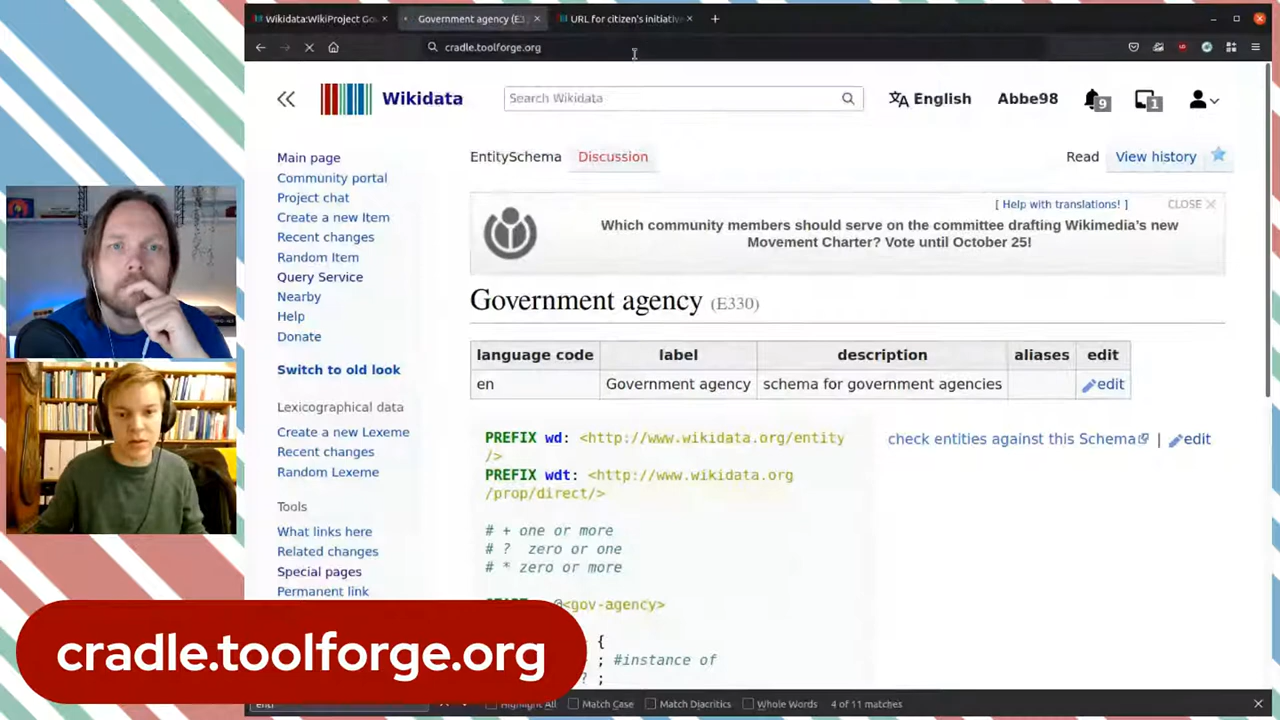 Wikidata:WikiProject Go
Government agency (E3
URL for citizen's initiative
cradle.toolforge.org
Wikidata
Search Wikidata
English
Abbe98
9
1
Main page
Community portal
Project chat
Create a new Item
Recent changes
Random Item
Query Service
Nearby
Help
Donate
Switch to old look
Lexicographical data
Create a new Lexeme
Recent changes
Random Lexeme
Tools
What links here
Related changes
Special pages
Permanent link
EntitySchema Discussion
Read View history
[ Help with translations! ]
CLOSE
Which community members should serve on the committee drafting Wikimedia's new
Movement Charter? Vote until October 25!
Government agency (E330)
language code label description aliases edit
en Government agency schema for government agencies edit
PREFIX wd: <http://www.wikidata.org/entity
/>
PREFIX wdt: <http://www.wikidata.org
/prop/direct/>
# + one or more
# ? zero or one
# * zero or more
<gov-agency>
{
; #instance of
? ;
check entities against this Schema | edit
cradle.toolforge.org
Highlight All Match Case Match Diacritics Whole Words 4 of 11 matches